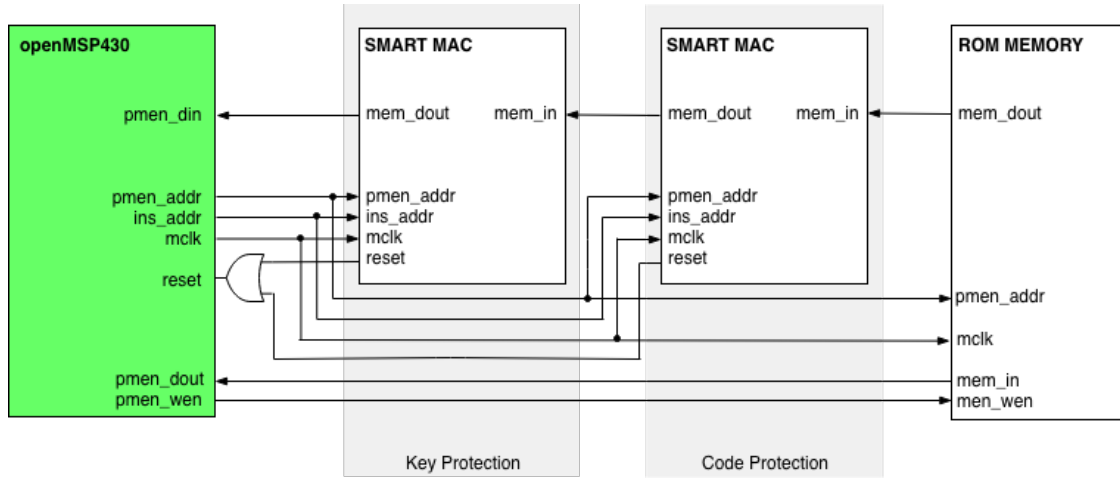 openMSP430
SMART MAC
SMART MAC
ROM MEMORY
pmen_din
mem_dout
mem_in
mem_dout
mem_in
mem_dout
pmen_addr
pmen_addr
pmen_addr
ins_addr
ins_addr
ins_addr
mclk
mclk
mclk
reset
reset
reset
pmen_addr
mclk
pmen_dout
mem_in
pmen_wen
men_wen
Key Protection
Code Protection